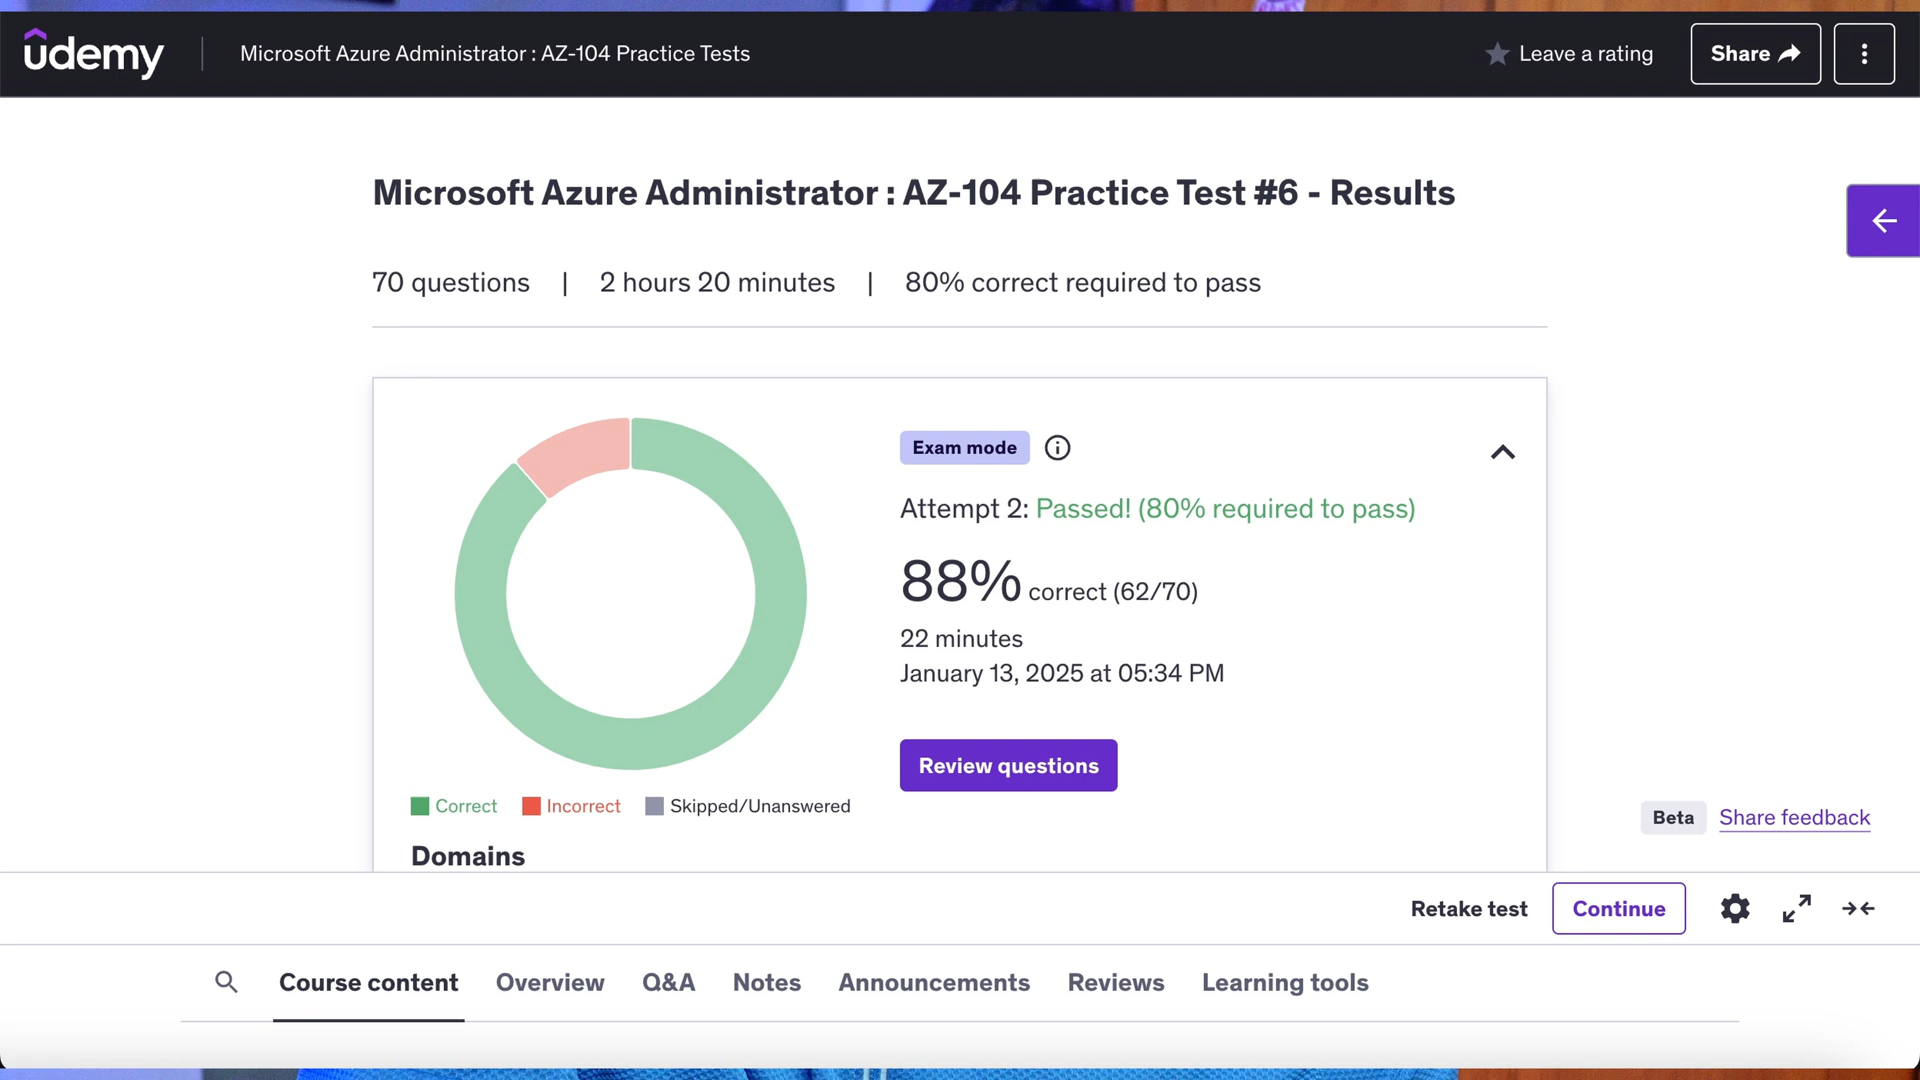 udemy
Microsoft Azure Administrator : AZ-104 Practice Tests
Leave a rating
Share
Microsoft Azure Administrator : AZ-104 Practice Test #6 - Results
70 questions | 2 hours 20 minutes | 80% correct required to pass
Exam mode
Attempt 2: Passed! (80% required to pass)
88% correct (62/70)
22 minutes
January 13, 2025 at 05:34 PM
Review questions
Correct Incorrect Skipped/Unanswered
Domains
Beta Share feedback
Retake test Continue
Course content Overview Q&A Notes Announcements Reviews Learning tools